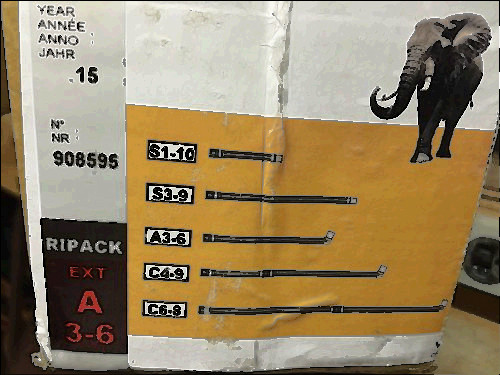 YEAR
ANNÉE
ANNO
JAHR
.15
N°
NR
908595
S1-10
S3-9
A3-6
C4-9
C6-8
RIPACK
EXT
A
3-6